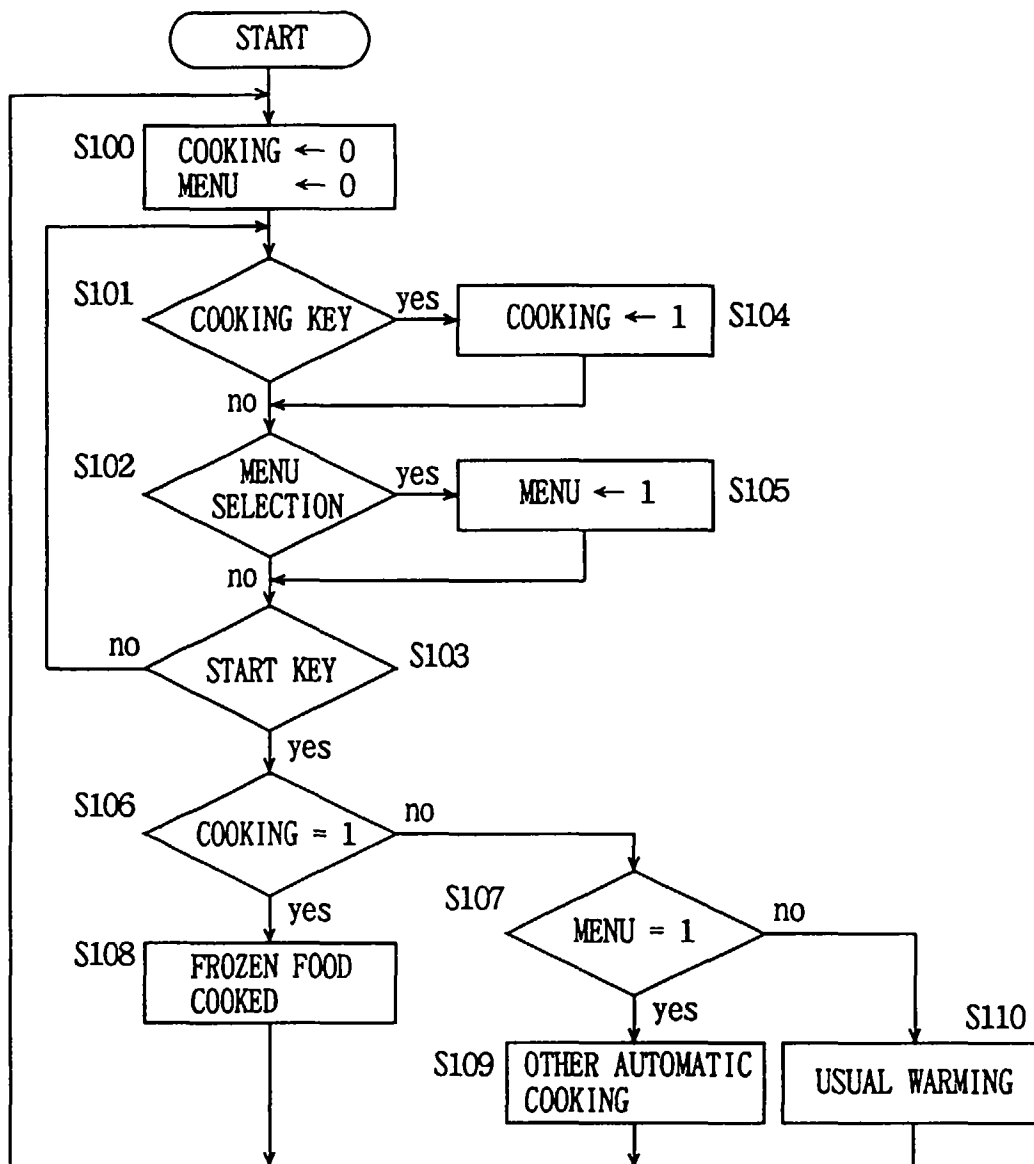 START
S100
COOKING ← 0
MENU ← 0
S101
COOKING KEY
yes
COOKING ← 1
S104
no
S102
MENU
SELECTION
yes
MENU ← 1
S105
no
no
START KEY
S103
yes
S106
COOKING = 1
no
yes
S107
MENU = 1
no
yes
S108
FROZEN FOOD
COOKED
S109
OTHER AUTOMATIC
COOKING
S110
USUAL WARMING